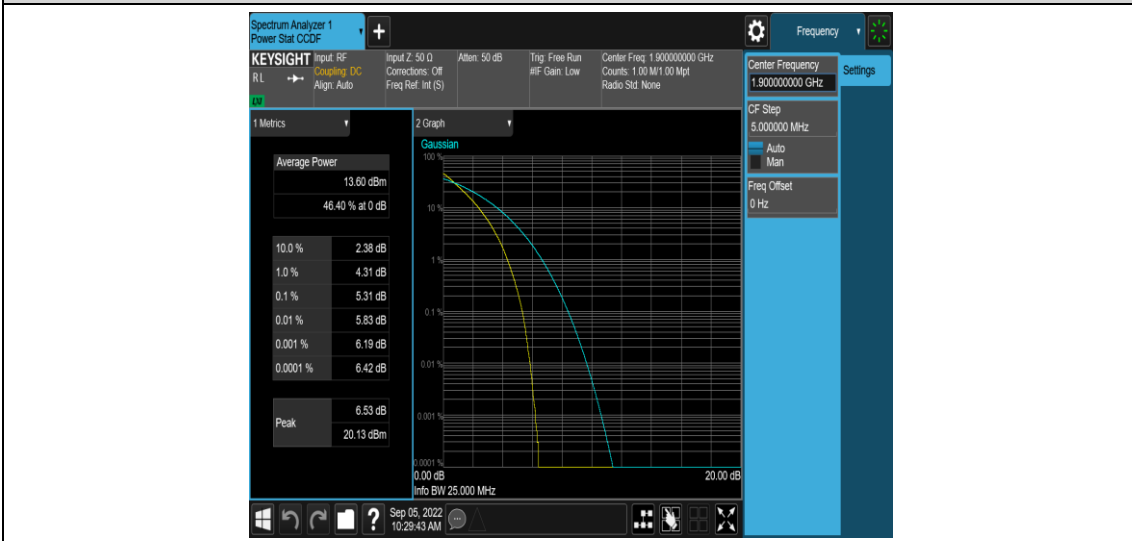 Spectrum Analyzer 1
Power Stat CCDF
+
Frequency
KEYSIGHT
RL
LXI
Input: RF
Coupling: DC
Align: Auto
Input Z: 50 Ω
Corrections: Off
Freq Ref: Int (S)
Atten: 50 dB
Trig: Free Run
#IF Gain: Low
Center Freq: 1.900000000 GHz
Counts: 1.00 M/1.00 Mpt
Radio Std: None
Center Frequency
1.900000000 GHz
Settings
CF Step
5.000000 MHz
Auto
Man
Freq Offset
0 Hz
1 Metrics
Average Power
13.60 dBm
46.40 % at 0 dB
10.0 % 2.38 dB
1.0 % 4.31 dB
0.1 % 5.31 dB
0.01 % 5.83 dB
0.001 % 6.19 dB
0.0001 % 6.42 dB
Peak
6.53 dB
20.13 dBm
2 Graph
Gaussian
100 %
10 %
1 %
0.1 %
0.01 %
0.001 %
0.0001 %
0.00 dB 20.00 dB
Info BW 25.000 MHz
?
Sep 05, 2022
10:29:43 AM